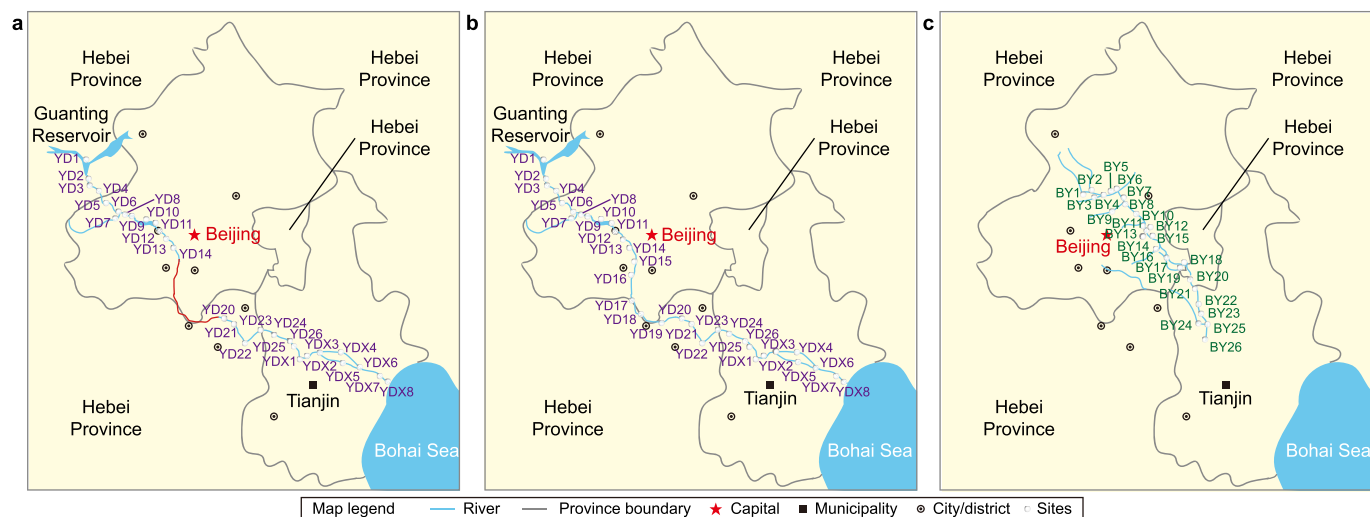 a
Hebei
Province
Hebei
Province
Guanting
Reservoir
Hebei
Province
YD1
YD2
YD3
YD4
YD5
YD6
YD8
YD7
YD9
YD10
YD11
YD12
YD13
YD14
Beijing
YD20
YD21
YD22
YD23
YD24
YD25
YD26
YDX1
YDX2
YDX3
YDX4
YDX5
YDX6
YDX7
YDX8
Tianjin
Hebei
Province
Bohai Sea
b
Hebei
Province
Hebei
Province
Guanting
Reservoir
Hebei
Province
YD1
YD2
YD3
YD4
YD5
YD6
YD8
YD7
YD9
YD10
YD11
YD12
YD13
YD14
YD15
YD16
Beijing
YD17
YD18
YD19
YD20
YD21
YD22
YD23
YD24
YD25
YD26
YDX1
YDX2
YDX3
YDX4
YDX5
YDX6
YDX7
YDX8
Tianjin
Hebei
Province
Bohai Sea
c
Hebei
Province
Hebei
Province
Hebei
Province
BY5
BY2
BY6
BY1
BY7
BY3
BY4
BY8
BY9
BY10
BY11
BY12
BY13
BY15
BY14
BY16
BY17
BY18
BY19
BY20
BY21
BY22
BY23
BY24
BY25
BY26
Beijing
Tianjin
Hebei
Province
Bohai Sea
Map legend
River
Province boundary
Capital
Municipality
City/district
Sites